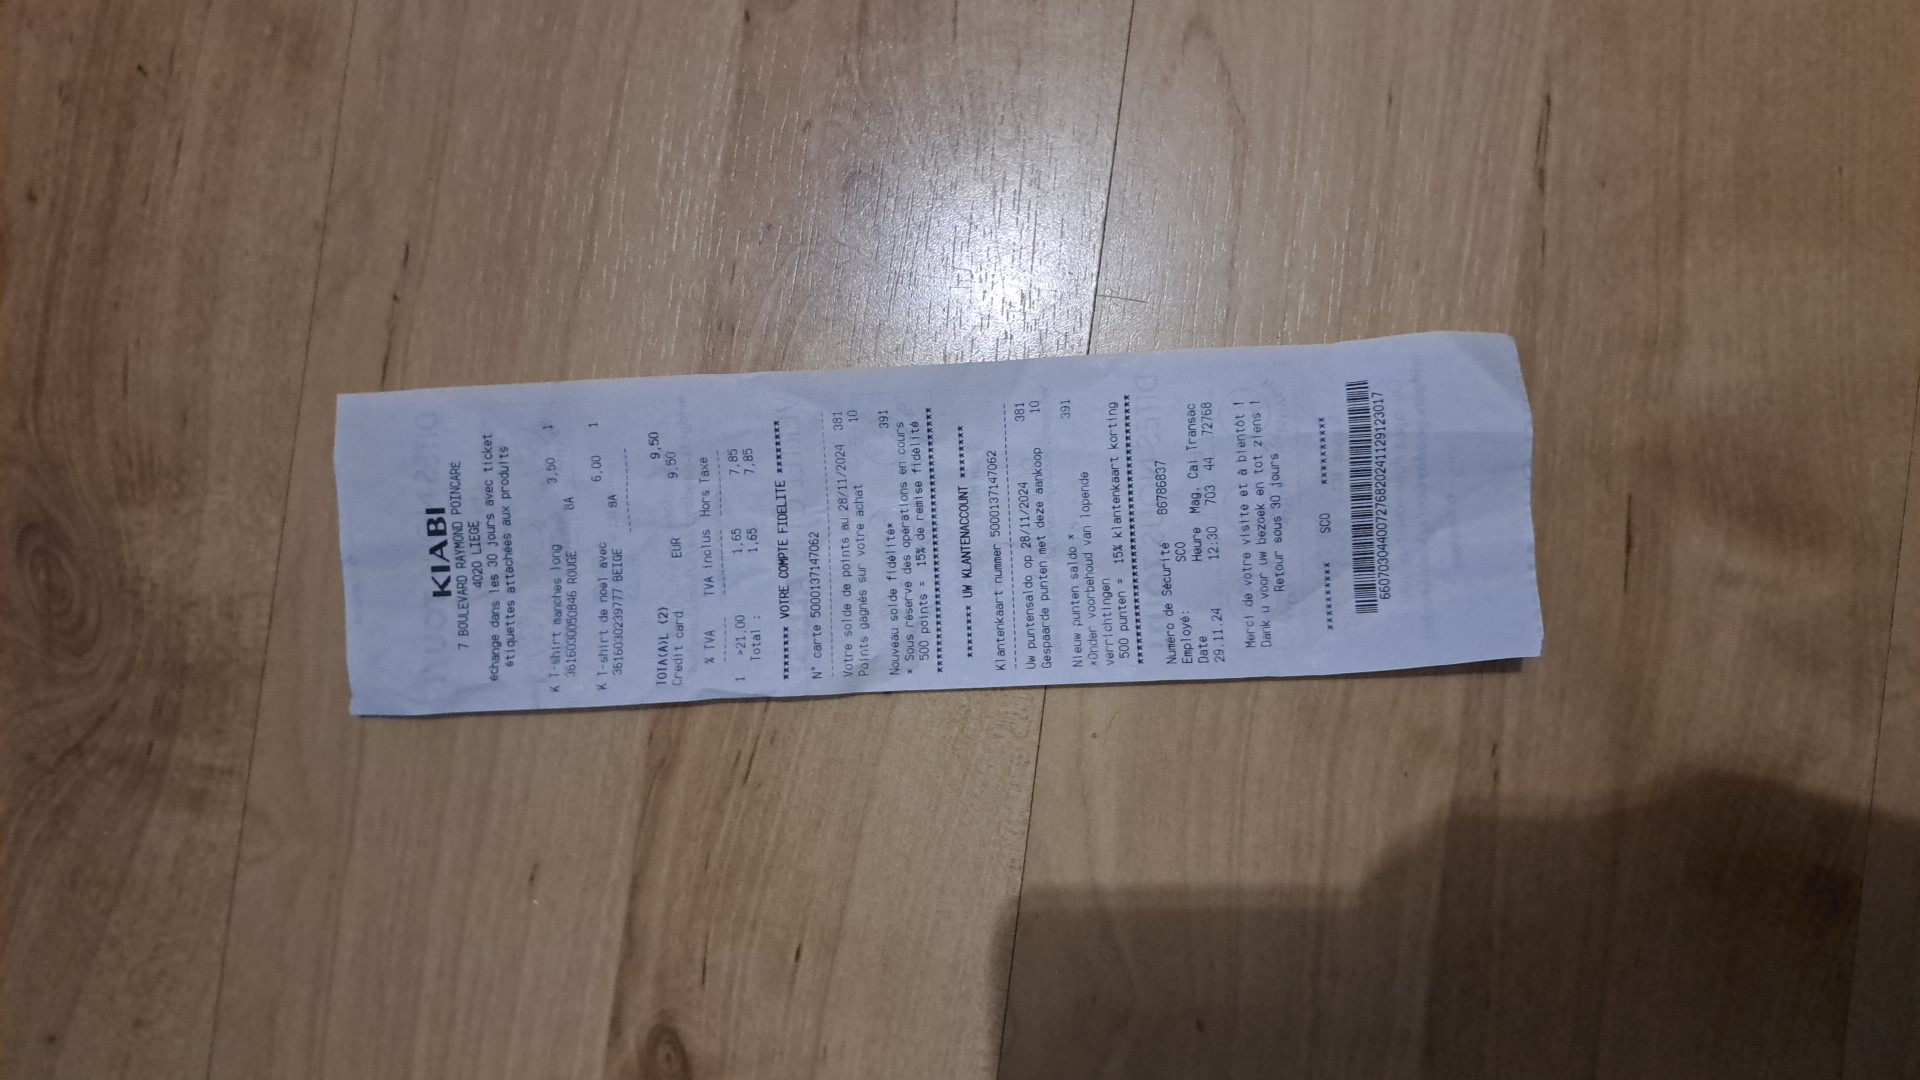 KIABI
7 BOULEVARD RAYMOND POINCARE
4020 LIEGE
échange dans les 30 jours avec ticket
étiquettes attachées aux produits
K T-shirt manches long 3,50 1
3616030050846 ROUGE 8A
K T-shirt de noel avec 6,00 1
3616030239777 BEIGE 8A
TOTA(A)L (2) 9,50
Credit card EUR 9,50
% TVA TVA inclus Hors Taxe
1 >21.00 1,65 7,85
Total : 1,65 7,85
******** VOTRE COMPTE FIDELITE ********
N° carte 5000137147062
Votre solde de points au 28/11/2024 381
Points gagnés sur votre achat 10
Nouveau solde fidélité* 391
* Sous réserve des opérations en cours
500 points = 15% de remise fidélité
******** UW KLANTENACCOUNT ********
Klantenkaart nummer 5000137147062
Uw puntensaldo op 28/11/2024 381
Gespaarde punten met deze aankoop 10
Nieuw punten saldo * 391
*Onder voorbehoud van lopende
verrichtingen
500 punten = 15% klantenkaart korting
Numéro de Sécurité 86786837
Employé: SCO
Date Heure Mag. Cai Transac
29.11.24 12:30 703 44 72768
Merci de votre visite et à bientôt !
Dank u voor uw bezoek en tot ziens !
Retour sous 30 jours
********* SCO *********
660703044007276820241129123017